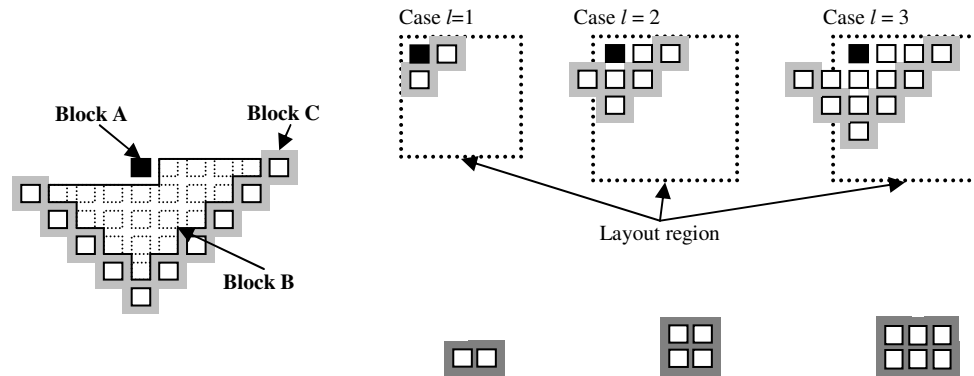 Case l=1
Case l = 2
Case l = 3
Block A
Block C
Layout region
Block B